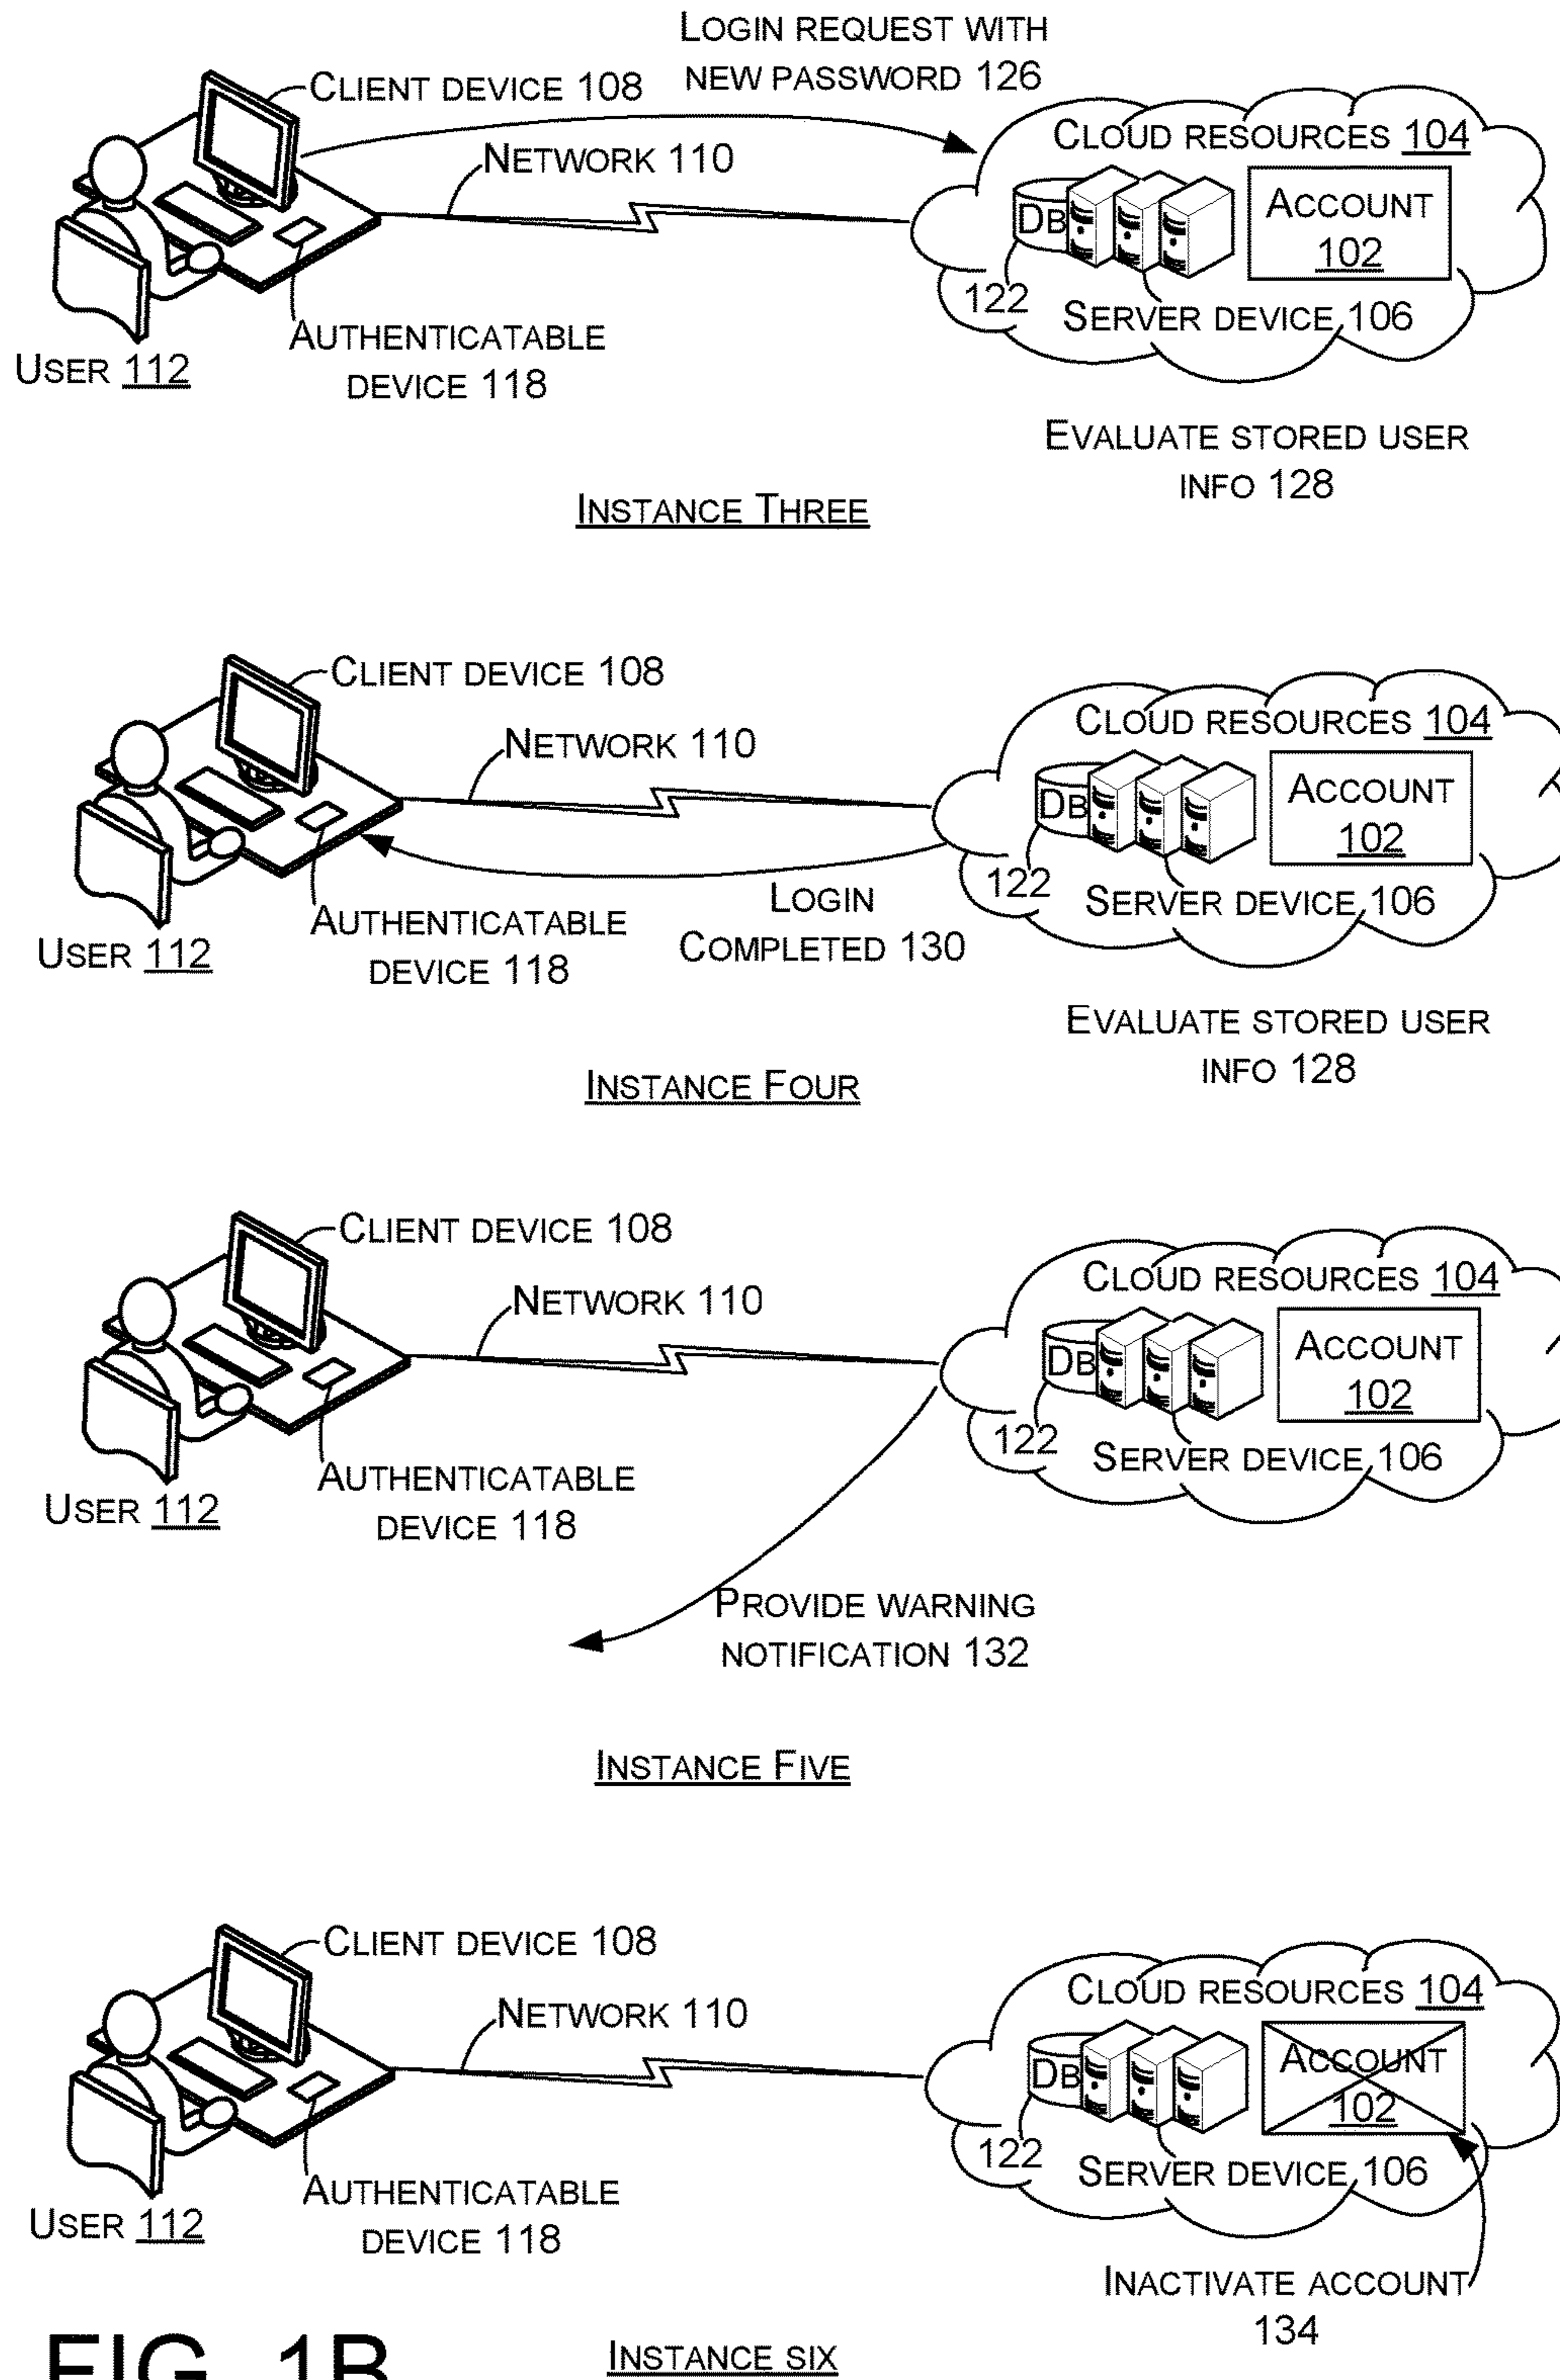 LOGIN REQUEST WITH
NEW PASSWORD 126
CLIENT DEVICE 108
NETWORK 110
CLOUD RESOURCES 104
DB
ACCOUNT
102
122
SERVER DEVICE 106
AUTHENTICATABLE
DEVICE 118
USER 112
EVALUATE STORED USER
INFO 128
INSTANCE THREE
CLIENT DEVICE 108
NETWORK 110
CLOUD RESOURCES 104
DB
ACCOUNT
102
122
SERVER DEVICE 106
LOGIN
COMPLETED 130
AUTHENTICATABLE
DEVICE 118
USER 112
EVALUATE STORED USER
INFO 128
INSTANCE FOUR
CLIENT DEVICE 108
NETWORK 110
CLOUD RESOURCES 104
DB
ACCOUNT
102
122
SERVER DEVICE 106
AUTHENTICATABLE
DEVICE 118
USER 112
PROVIDE WARNING
NOTIFICATION 132
INSTANCE FIVE
CLIENT DEVICE 108
NETWORK 110
CLOUD RESOURCES 104
DB
ACCOUNT
102
122
SERVER DEVICE 106
AUTHENTICATABLE
DEVICE 118
USER 112
INACTIVATE ACCOUNT
134
INSTANCE SIX
FIG. 1B